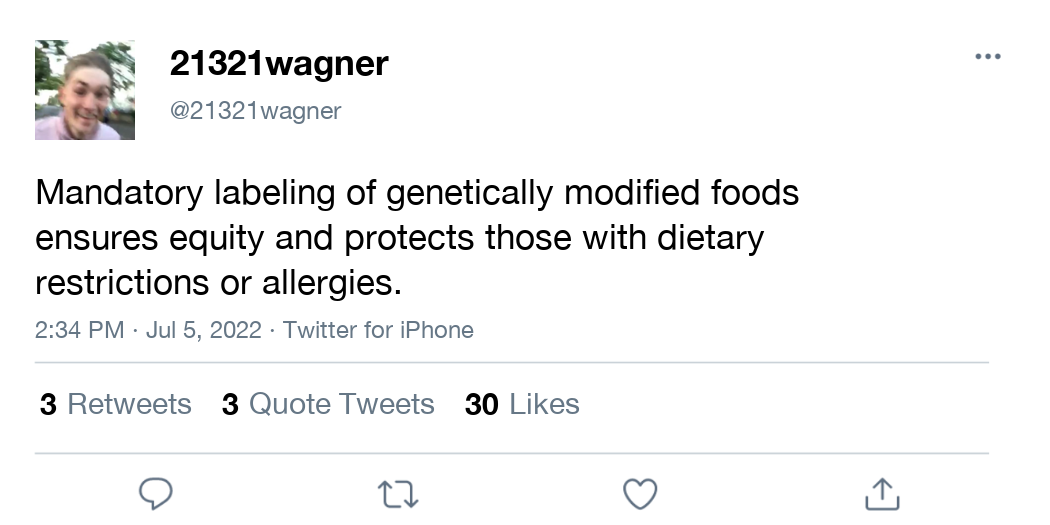 21321wagner
@21321wagner
Mandatory labeling of genetically modified foods
ensures equity and protects those with dietary
restrictions or allergies.
2:34 PM · Jul 5, 2022 · Twitter for iPhone
3 Retweets 3 Quote Tweets 30 Likes